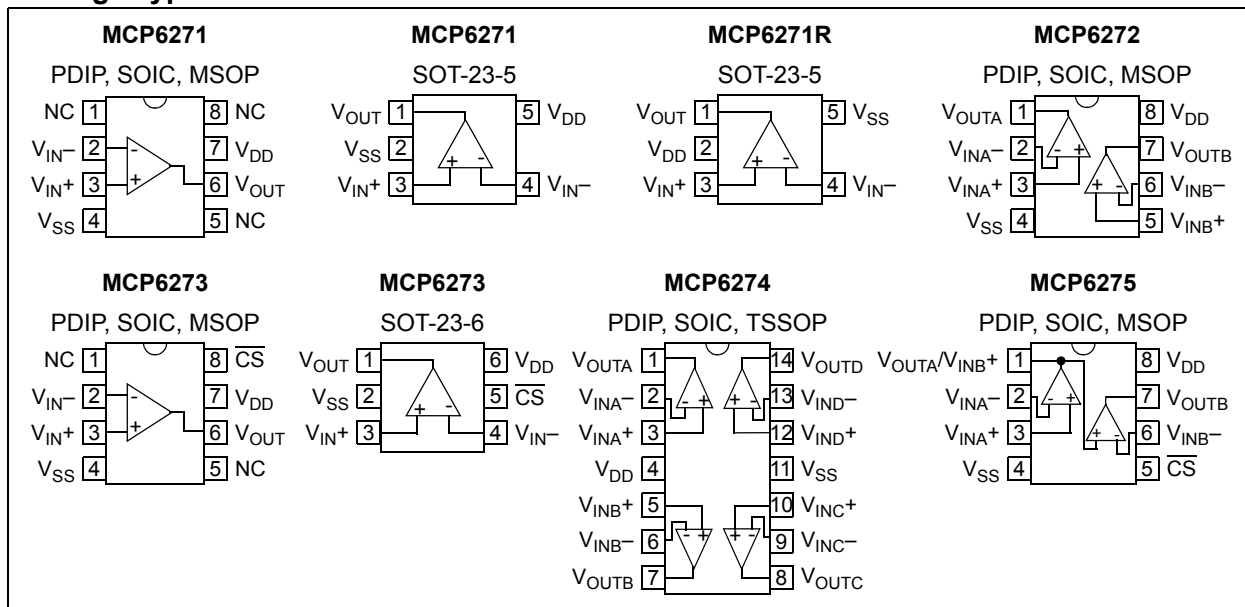 MCP6271
PDIP, SOIC, MSOP
NC 1 8 NC
VIN– 2 - 7 VDD
VIN+ 3 + 6 VOUT
VSS 4 5 NC
MCP6271
SOT-23-5
VOUT 1 5 VDD
VSS 2 + -
VIN+ 3 4 VIN–
MCP6271R
SOT-23-5
VOUT 1 5 VSS
VDD 2 + -
VIN+ 3 4 VIN–
MCP6272
PDIP, SOIC, MSOP
VOUTA 1 8 VDD
VINA– 2 - + 7 VOUTB
VINA+ 3 + - 6 VINB–
VSS 4 5 VINB+
MCP6273
PDIP, SOIC, MSOP
NC 1 8 CS
VIN– 2 - 7 VDD
VIN+ 3 + 6 VOUT
VSS 4 5 NC
MCP6273
SOT-23-6
VOUT 1 6 VDD
VSS 2 + - 5 CS
VIN+ 3 4 VIN–
MCP6274
PDIP, SOIC, TSSOP
VOUTA 1 14 VOUTD
VINA– 2 - + + - 13 VIND–
VINA+ 3 12 VIND+
VDD 4 11 VSS
VINB+ 5 10 VINC+
VINB– 6 - + + - 9 VINC–
VOUTB 7 8 VOUTC
MCP6275
PDIP, SOIC, MSOP
VOUTA/VINB+ 1 8 VDD
VINA– 2 - + 7 VOUTB
VINA+ 3 + - 6 VINB–
VSS 4 5 CS